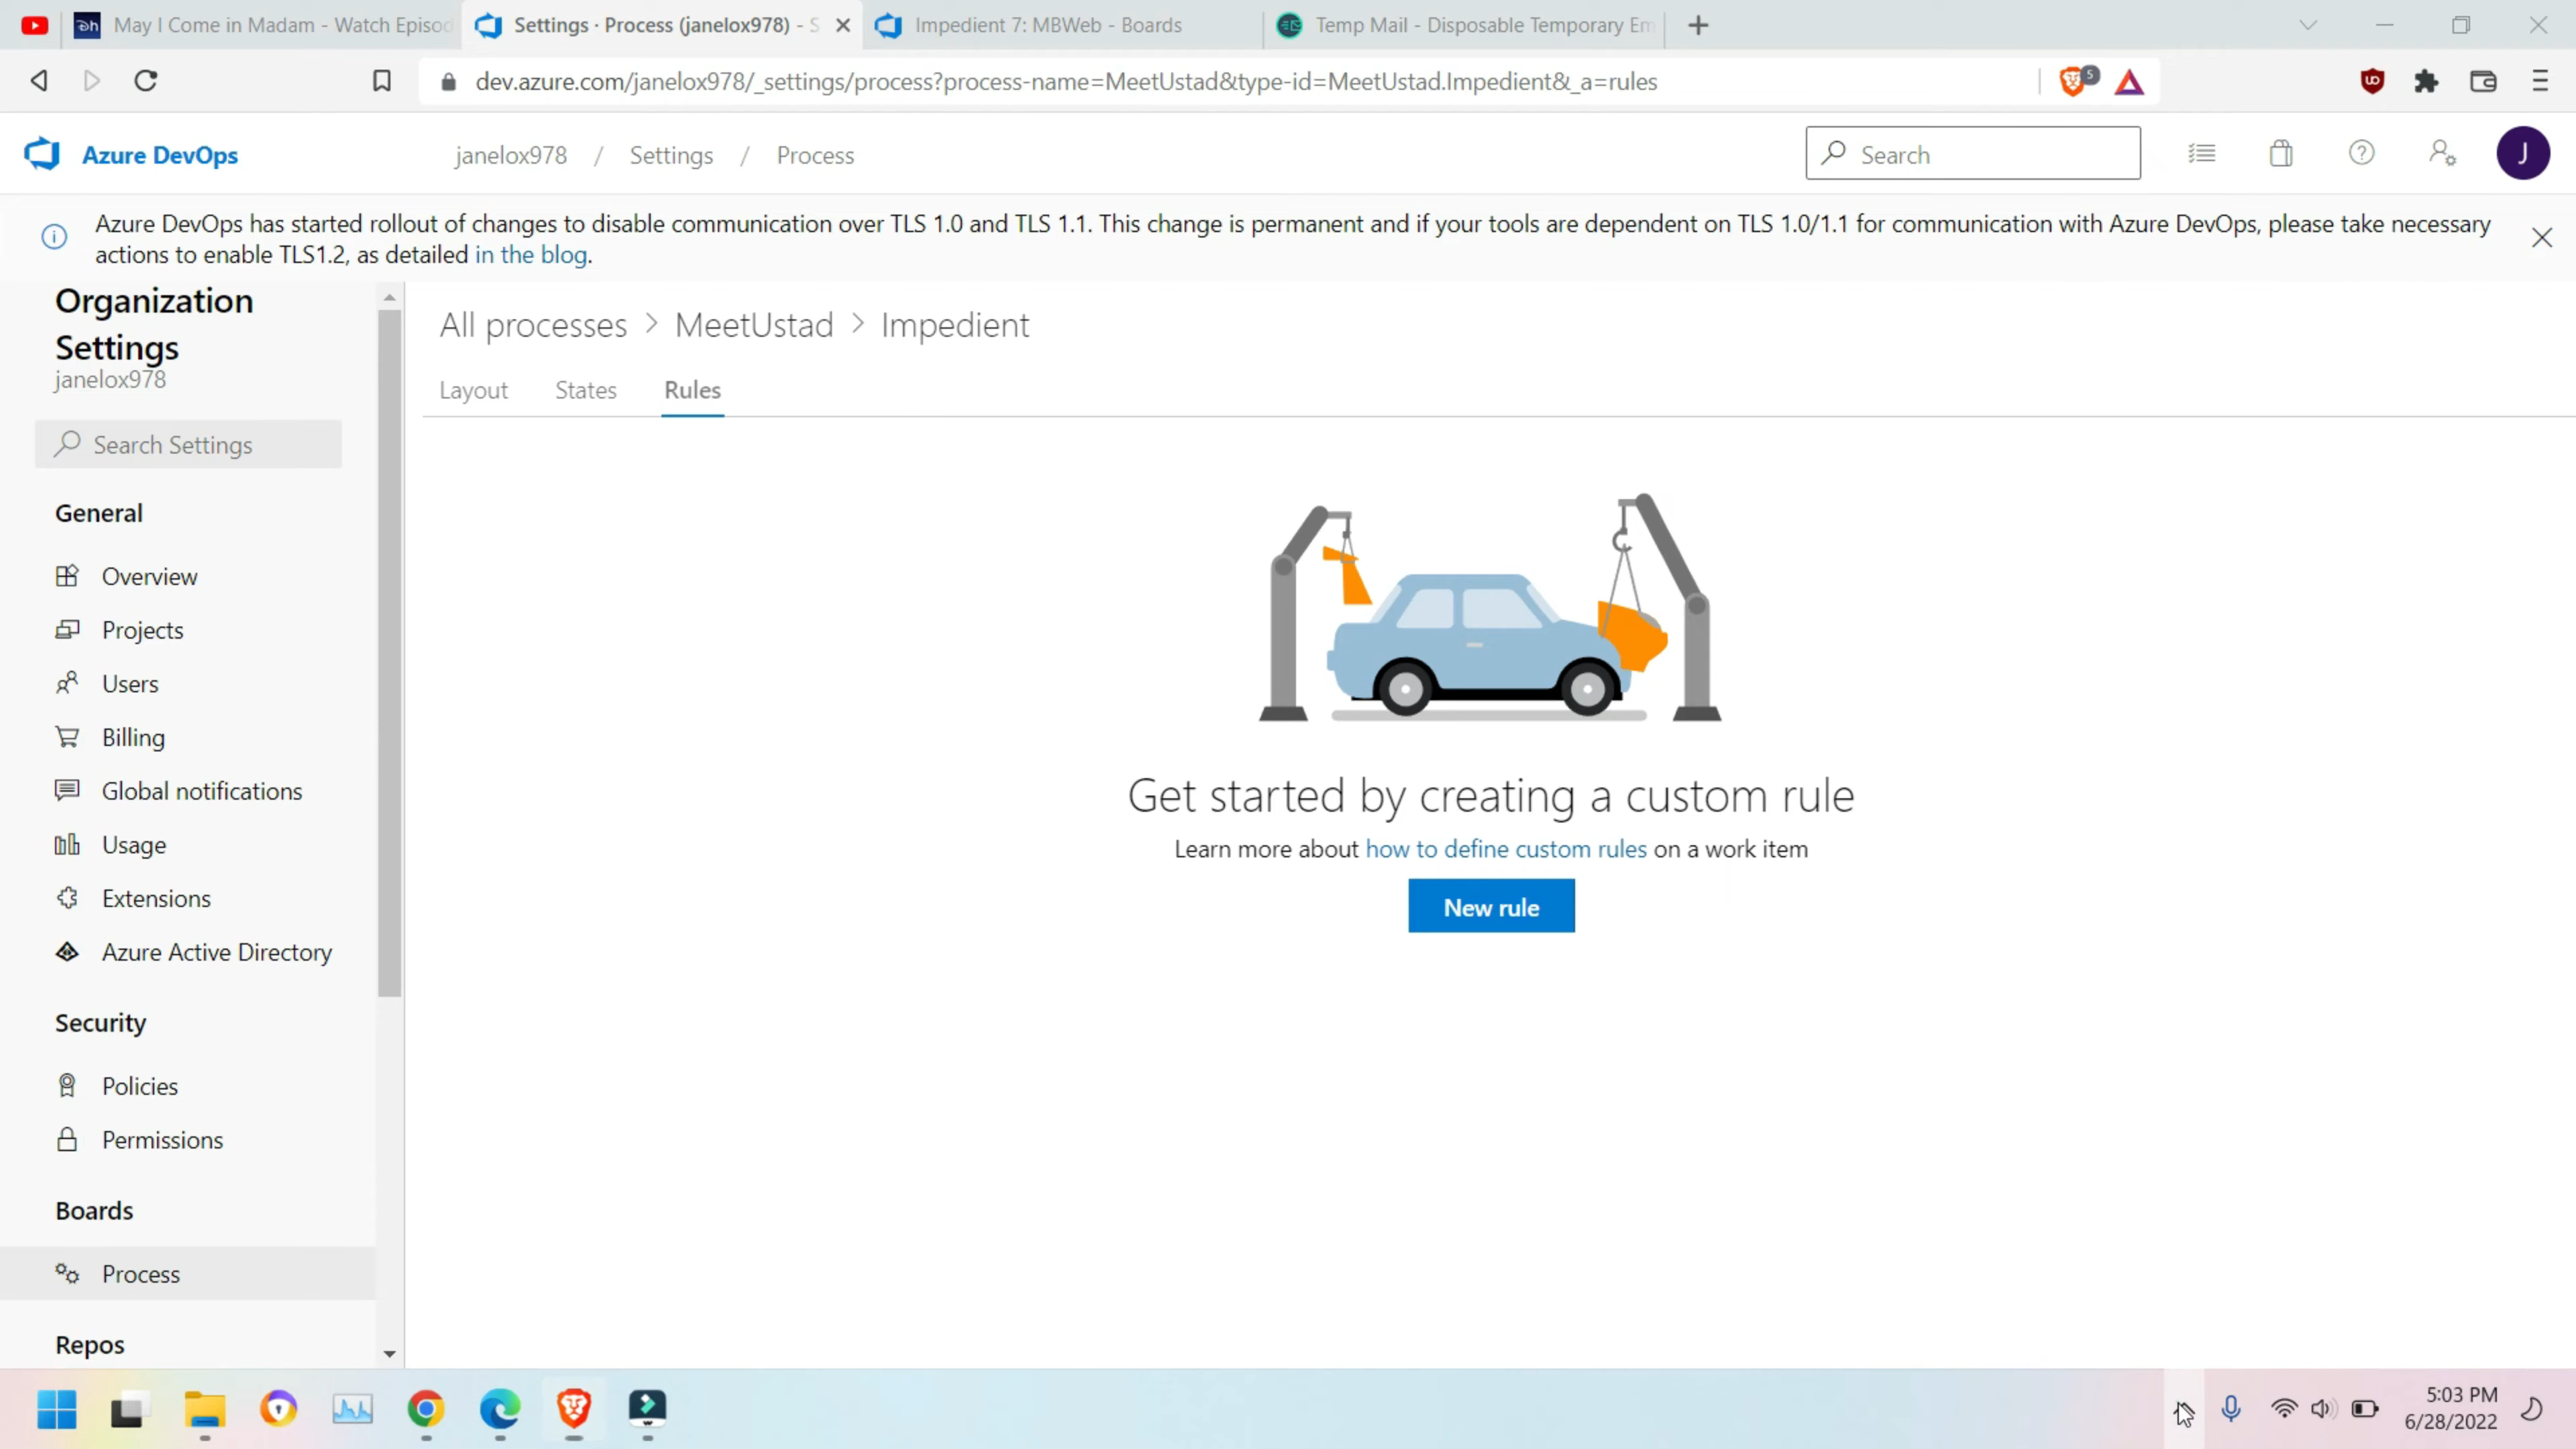 May I Come in Madam - Watch Episod
Settings · Process (janelox978) - S
Impedient 7: MBWeb - Boards
Temp Mail - Disposable Temporary Em
dev.azure.com/janelox978/_settings/process?process-name=MeetUstad&type-id=MeetUstad.Impedient&_a=rules
5
Azure DevOps
janelox978 / Settings / Process
Search
J
Azure DevOps has started rollout of changes to disable communication over TLS 1.0 and TLS 1.1. This change is permanent and if your tools are dependent on TLS 1.0/1.1 for communication with Azure DevOps, please take necessary
actions to enable TLS1.2, as detailed in the blog.
Organization
Settings
janelox978
Search Settings
General
Overview
Projects
Users
Billing
Global notifications
Usage
Extensions
Azure Active Directory
Security
Policies
Permissions
Boards
Process
Repos
All processes > MeetUstad > Impedient
Layout States Rules
Get started by creating a custom rule
Learn more about how to define custom rules on a work item
New rule
5:03 PM
6/28/2022